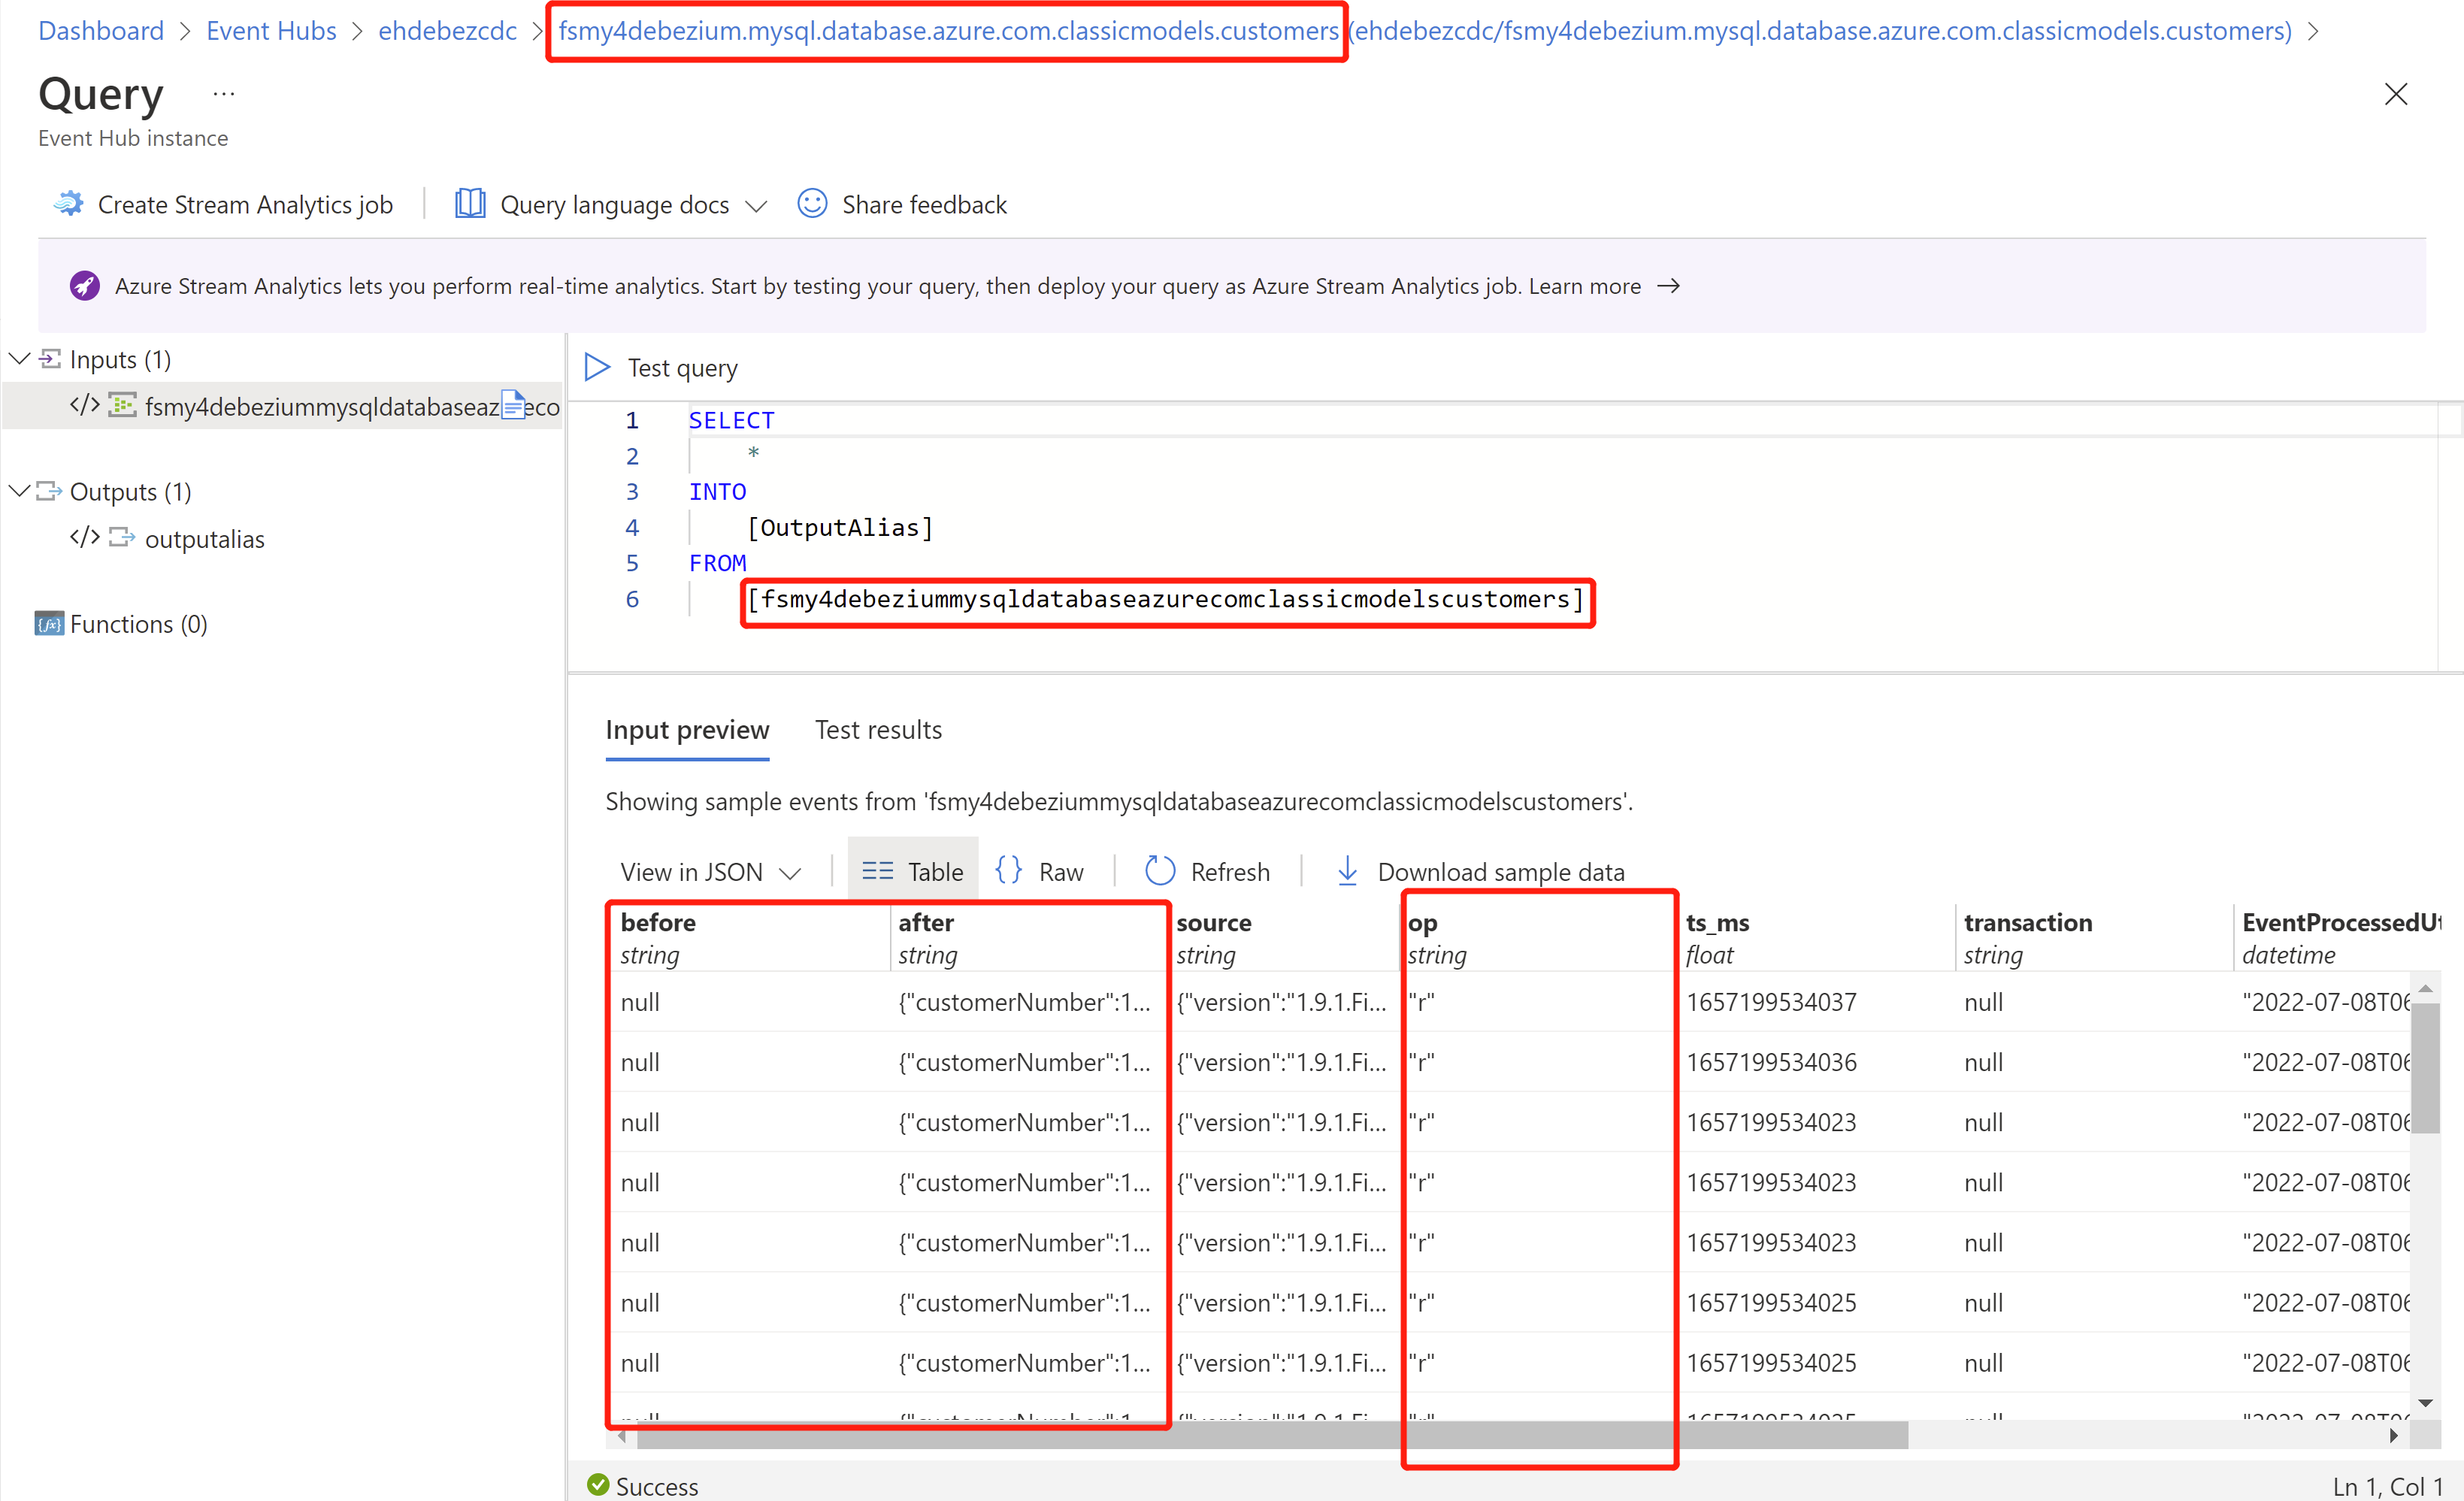 Dashboard > Event Hubs > ehdebezcdc > fsmy4debezium.mysql.database.azure.com.classicmodels.customers (ehdebezcdc/fsmy4debezium.mysql.database.azure.com.classicmodels.customers) >
Query ...
Event Hub instance
Create Stream Analytics job | Query language docs Share feedback
Azure Stream Analytics lets you perform real-time analytics. Start by testing your query, then deploy your query as Azure Stream Analytics job. Learn more →
Inputs (1)
</> fsmy4debeziummysqldatabaseaz eco
Outputs (1)
</> outputalias
{fx} Functions (0)
Test query
1 SELECT
2 *
3 INTO
4 [OutputAlias]
5 FROM
6 [fsmy4debeziummysqldatabaseazurecomclassicmodelscustomers]
Input preview Test results
Showing sample events from 'fsmy4debeziummysqldatabaseazurecomclassicmodelscustomers'.
View in JSON | Table {} Raw | Refresh | Download sample data
before after source op ts_ms transaction EventProcessedUt
string string string string float string datetime
null {"customerNumber":1... {"version":"1.9.1.Fi... "r" 1657199534037 null "2022-07-08T06
null {"customerNumber":1... {"version":"1.9.1.Fi... "r" 1657199534036 null "2022-07-08T06
null {"customerNumber":1... {"version":"1.9.1.Fi... "r" 1657199534023 null "2022-07-08T06
null {"customerNumber":1... {"version":"1.9.1.Fi... "r" 1657199534023 null "2022-07-08T06
null {"customerNumber":1... {"version":"1.9.1.Fi... "r" 1657199534023 null "2022-07-08T06
null {"customerNumber":1... {"version":"1.9.1.Fi... "r" 1657199534025 null "2022-07-08T06
null {"customerNumber":1... {"version":"1.9.1.Fi... "r" 1657199534025 null "2022-07-08T06
Success
Ln 1, Col 1